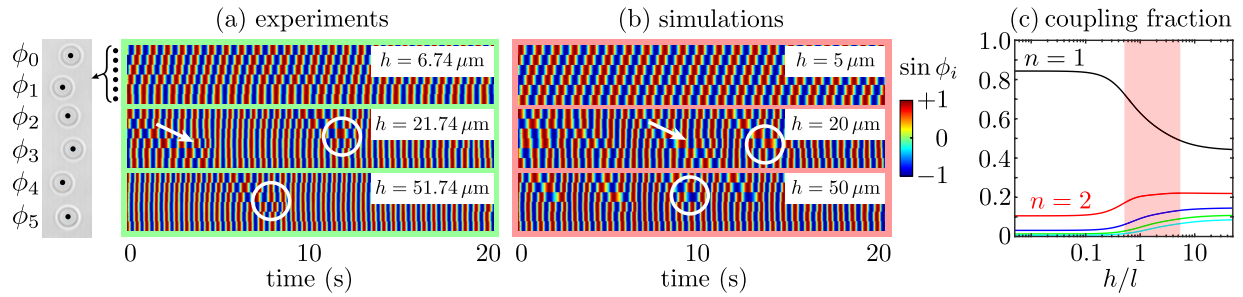 (a) experiments
(b) simulations
(c) coupling fraction
ϕ₀
ϕ₁
ϕ₂
ϕ₃
ϕ₄
ϕ₅
h = 6.74 μm
h = 21.74 μm
h = 51.74 μm
0 10 20
time (s)
h = 5 μm
h = 20 μm
h = 50 μm
0 10 20
time (s)
sin ϕᵢ
+1
0
−1
1.0
0.8
0.6
0.4
0.2
0
n = 1
n = 2
0.1 1 10
h/l